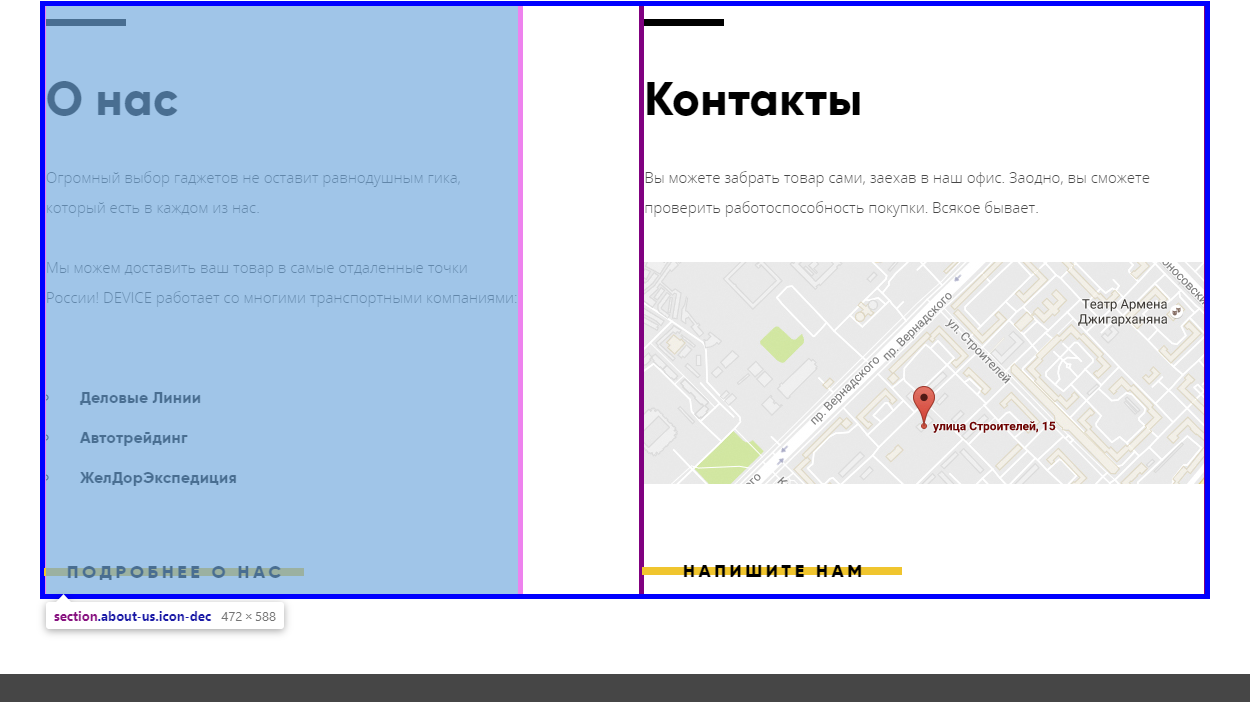 О нас
Огромный выбор гаджетов не оставит равнодушным гика,
который есть в каждом из нас.
Мы можем доставить ваш товар в самые отдаленные точки
России! DEVICE работает со многими транспортными компаниями:
Деловые Линии
Автотрейдинг
ЖелДорЭкспедиция
ПОДРОБНЕЕ О НАС
section.about-us.icon-dec 472 × 588
Контакты
Вы можете забрать товар сами, заехав в наш офис. Заодно, вы сможете
проверить работоспособность покупки. Всякое бывает.
Театр Армена
Джигарханяна
пр. Вернадского
ул. Строителей
пр. Вернадского
улица Строителей, 15
НАПИШИТЕ НАМ